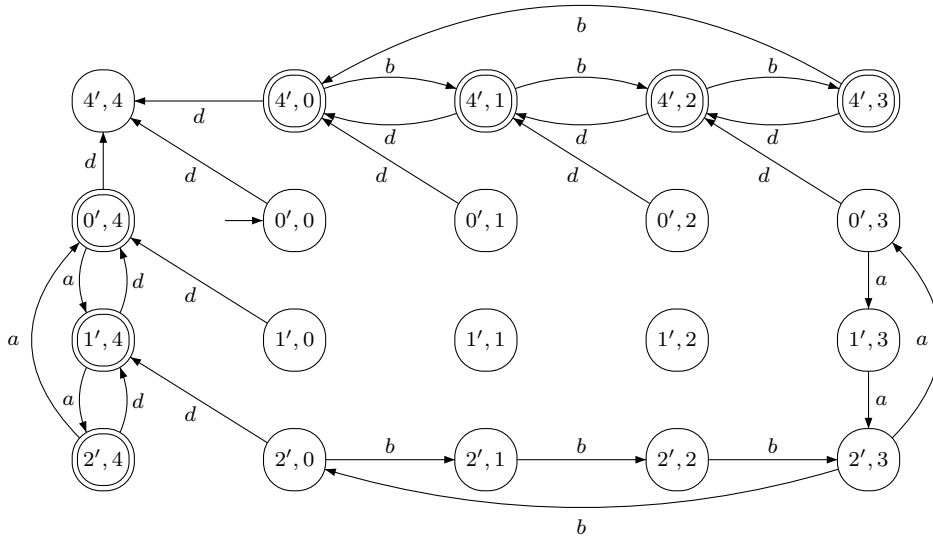 b
b b b
4′, 4 4′, 0 4′, 1 4′, 2 4′, 3
d d d d
d d d d d
0′, 4 0′, 0 0′, 1 0′, 2 0′, 3
a d d a
a 1′, 4 1′, 0 1′, 1 1′, 2 1′, 3 a
a d d a
b b b
2′, 4 2′, 0 2′, 1 2′, 2 2′, 3
b